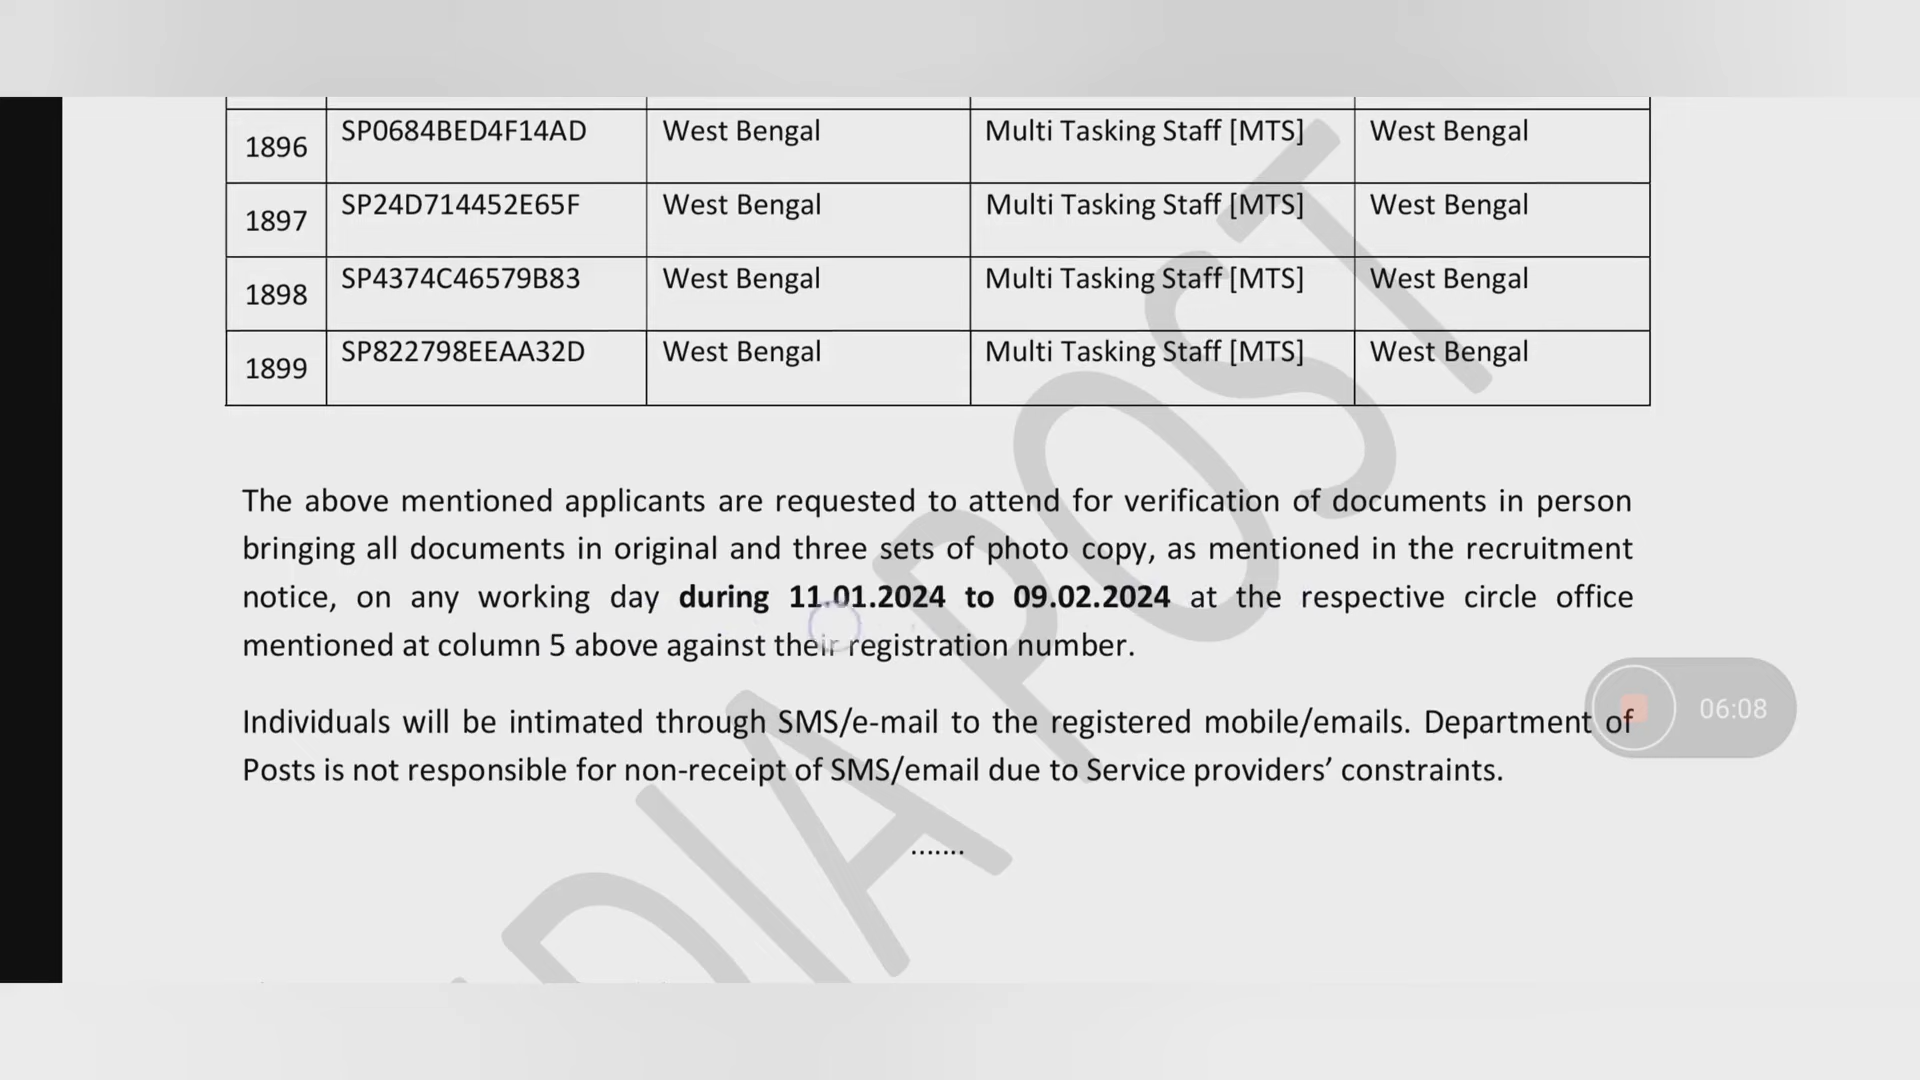 1896 SP0684BED4F14AD West Bengal Multi Tasking Staff [MTS] West Bengal
1897 SP24D714452E65F West Bengal Multi Tasking Staff [MTS] West Bengal
1898 SP4374C46579B83 West Bengal Multi Tasking Staff [MTS] West Bengal
1899 SP822798EEAA32D West Bengal Multi Tasking Staff [MTS] West Bengal
The above mentioned applicants are requested to attend for verification of documents in person
bringing all documents in original and three sets of photo copy, as mentioned in the recruitment
notice, on any working day during 11.01.2024 to 09.02.2024 at the respective circle office
mentioned at column 5 above against their registration number.
Individuals will be intimated through SMS/e-mail to the registered mobile/emails. Department of
Posts is not responsible for non-receipt of SMS/email due to Service providers’ constraints.
.......
06:08
DIA POST